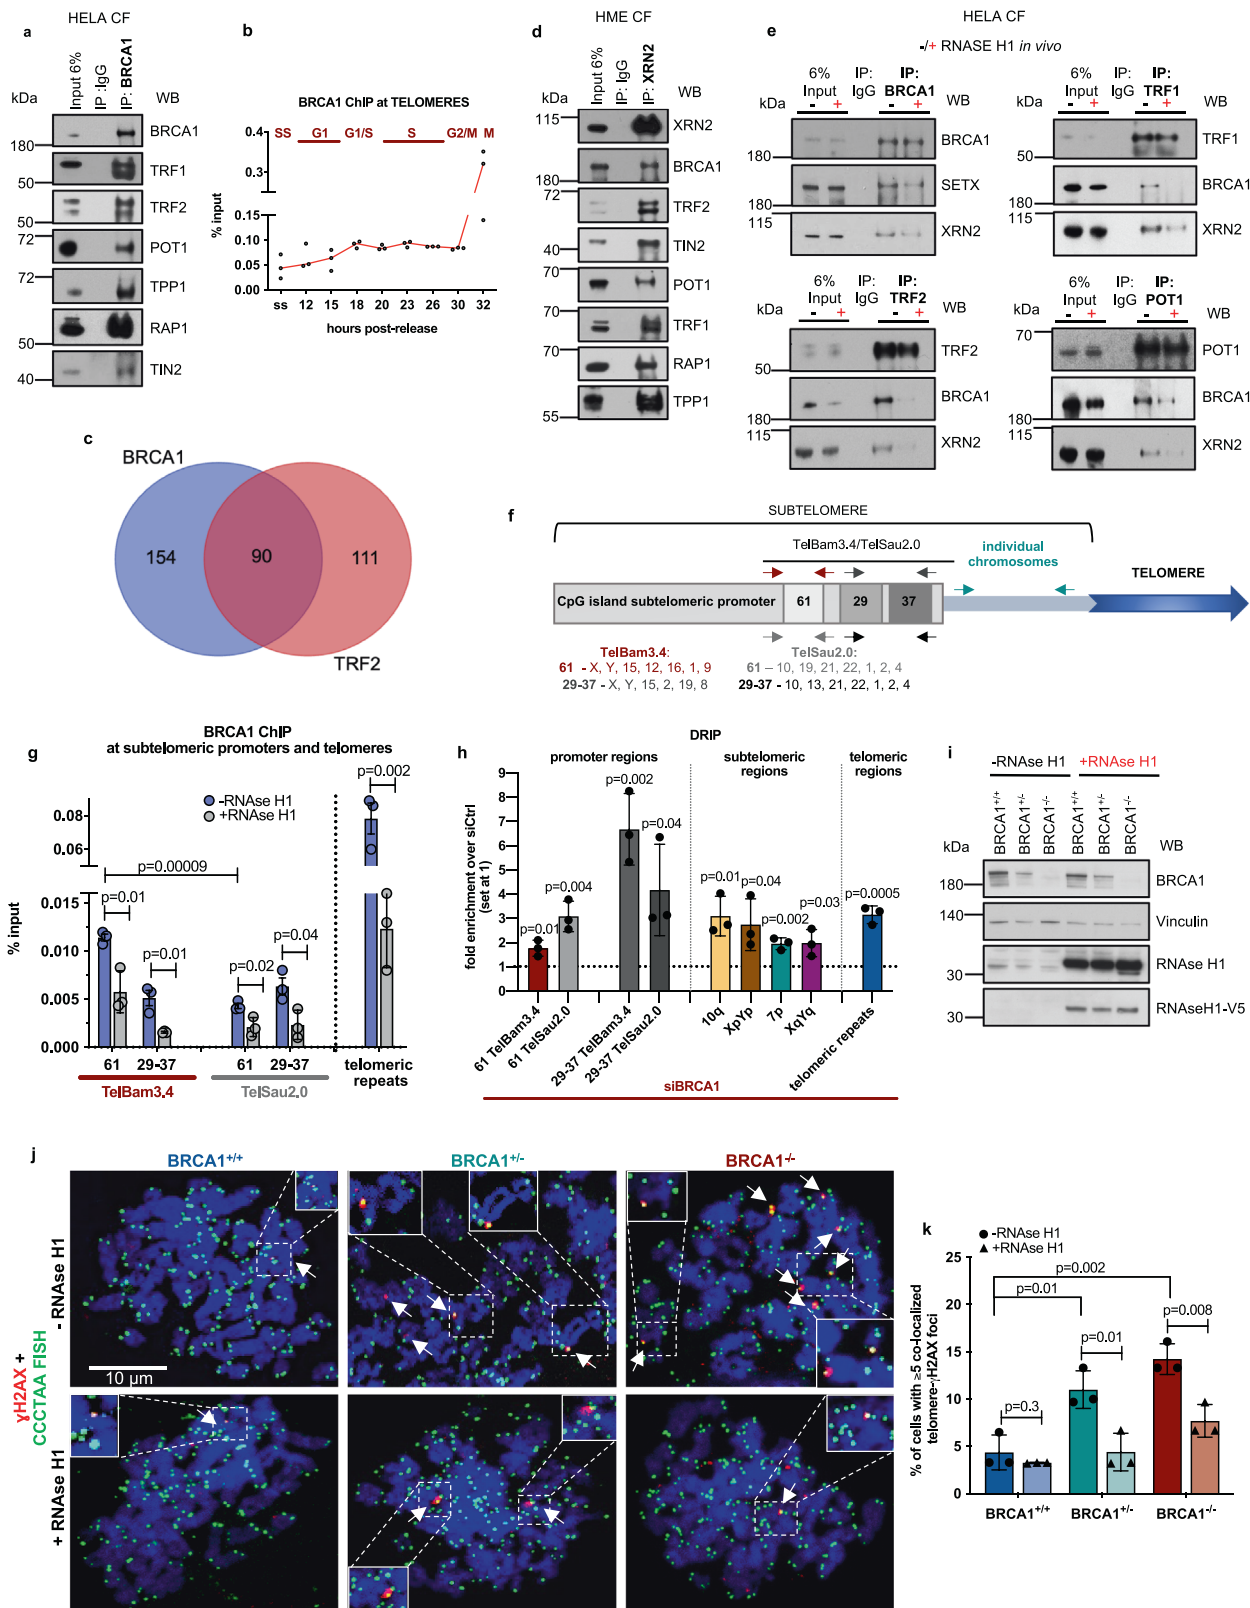 HELA CF
a
Input 6%
IP :IgG
IP: BRCA1
kDa
WB
BRCA1
180
TRF1
50
TRF2
50
72
POT1
72
TPP1
RAP1
50
TIN2
40
b
BRCA1 ChIP at TELOMERES
SS G1 G1/S S G2/M M
% input
0.4
0.3
0.15
0.10
0.05
0.00
ss 12 15 18 20 23 26 30 32
hours post-release
HME CF
d
Input 6%
IP: IgG
IP: XRN2
kDa
WB
115
XRN2
BRCA1
180
72
TRF2
TIN2
40
70
POT1
TRF1
70
RAP1
TPP1
55
HELA CF
e
-/+ RNASE H1 in vivo
6% Input
IP: IgG
IP: BRCA1
- + - +
kDa
WB
BRCA1
180
SETX
180
115
XRN2
6% Input
IP: IgG
IP: TRF1
- + - +
kDa
WB
TRF1
50
BRCA1
180
115
XRN2
6% Input
IP: IgG
IP: TRF2
- + - +
kDa
WB
TRF2
50
BRCA1
180
115
XRN2
6% Input
IP: IgG
IP: POT1
- + - +
kDa
WB
70
POT1
BRCA1
180
115
XRN2
c
BRCA1
154
90
111
TRF2
f
SUBTELOMERE
TelBam3.4/TelSau2.0
individual chromosomes
TELOMERE
CpG island subtelomeric promoter
61
29
37
TelBam3.4:
61 - X, Y, 15, 12, 16, 1, 9
29-37 - X, Y, 15, 2, 19, 8
TelSau2.0:
61 – 10, 19, 21, 22, 1, 2, 4
29-37 - 10, 13, 21, 22, 1, 2, 4
g
BRCA1 ChIP
at subtelomeric promoters and telomeres
-RNAse H1
+RNAse H1
p=0.002
p=0.00009
p=0.01
p=0.01
p=0.02
p=0.04
% input
0.08
0.06
0.015
0.010
0.005
0.000
61 29-37 61 29-37
telomeric repeats
TelBam3.4
TelSau2.0
h
DRIP
promoter regions
subtelomeric regions
telomeric regions
fold enrichment over siCtrl
(set at 1)
9
8
7
6
5
4
3
2
1
0
p=0.01
p=0.004
p=0.002
p=0.04
p=0.01
p=0.04
p=0.002
p=0.03
p=0.0005
61 TelBam3.4
61 TelSau2.0
29-37 TelBam3.4
29-37 TelSau2.0
10q
XpYp
7p
XqYq
telomeric repeats
siBRCA1
i
-RNAse H1
+RNAse H1
BRCA1+/+
BRCA1+/-
BRCA1-/-
BRCA1+/+
BRCA1+/-
BRCA1-/-
kDa
WB
BRCA1
180
140
Vinculin
RNAse H1
30
RNAseH1-V5
30
j
BRCA1+/+
BRCA1+/-
BRCA1-/-
- RNAse H1
10 µm
γH2AX +
CCCTAA FISH
+ RNAse H1
k
-RNAse H1
+RNAse H1
% of cells with ≥5 co-localized
telomere-γH2AX foci
25
20
15
10
5
0
p=0.002
p=0.01
p=0.008
p=0.01
p=0.3
BRCA1+/+
BRCA1+/-
BRCA1-/-